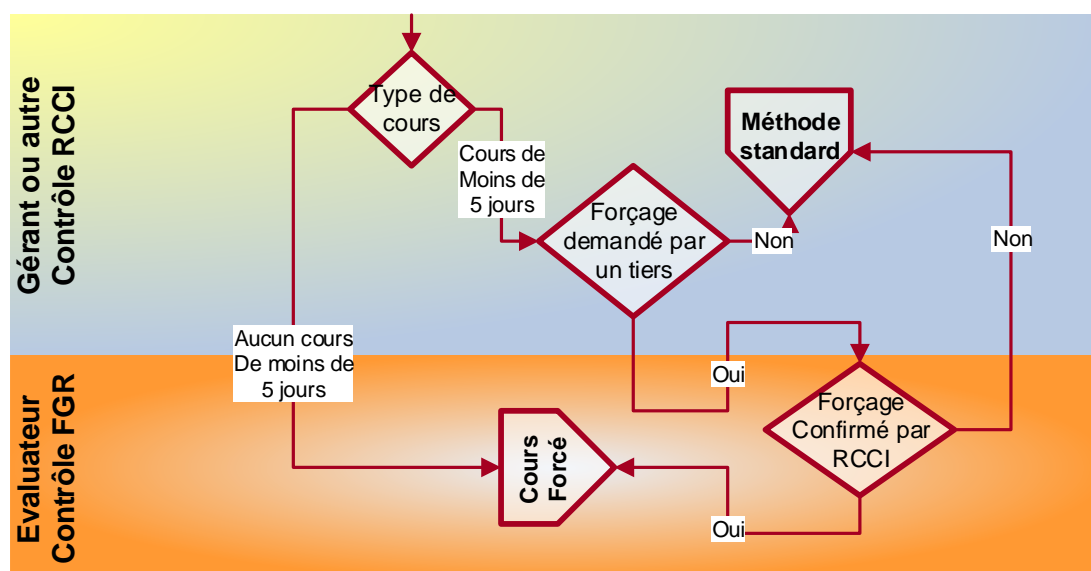 Gérant ou autre
Contrôle RCCI
Type de
cours
Cours de
Moins de
5 jours
Méthode
standard
Forçage
demandé par
un tiers
Non
Non
Aucun cours
De moins de
5 jours
Oui
Evaluateur
Contrôle FGR
Cours
Forcé
Forçage
Confirmé par
RCCI
Oui